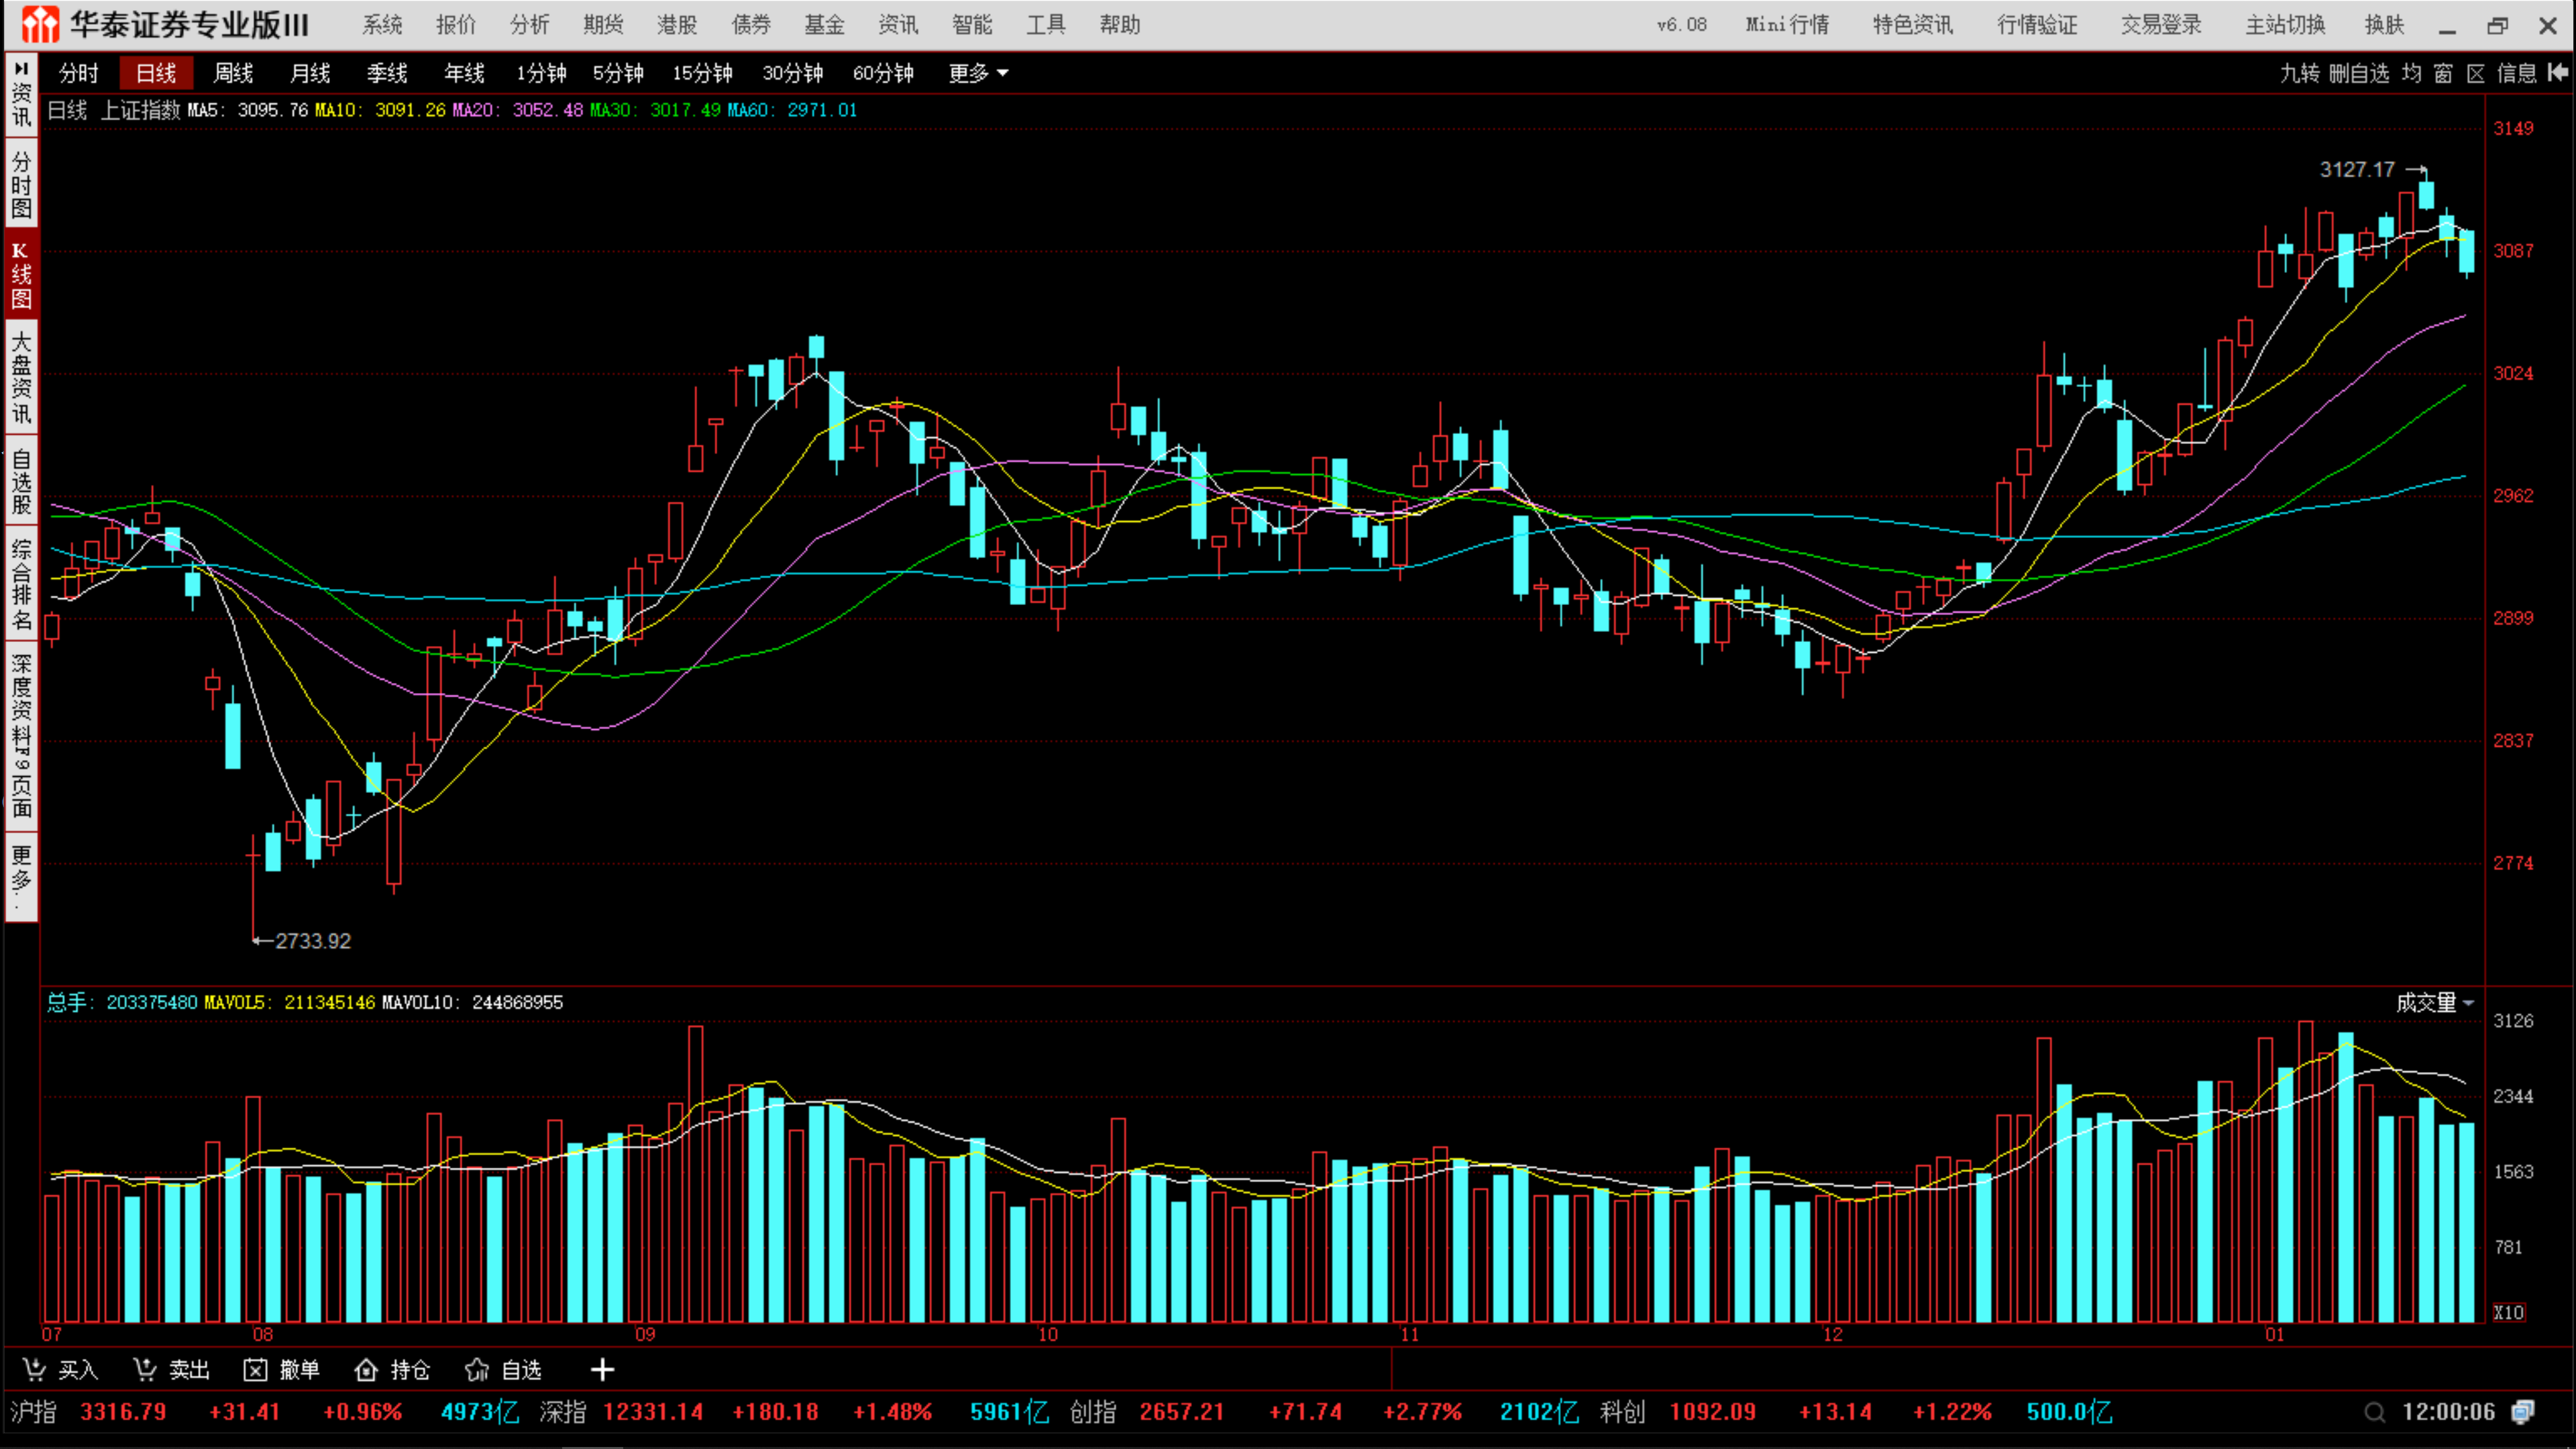 华泰证券专业版III 系统 报价 分析 期货 港股 债券 基金 资讯 智能 工具 帮助 v6.08 Mini行情 特色资讯 行情验证 交易登录 主站切换 换肤
分时 日线 周线 月线 季线 年线 1分钟 5分钟 15分钟 30分钟 60分钟 更多 九转 删自选 均 窗 区 信息
资讯
分时图
K线图
大盘资讯
自选股
综合排名
深度资料F9页面
更多..
日线 上证指数 MA5: 3095.76 MA10: 3091.26 MA20: 3052.48 MA30: 3017.49 MA60: 2971.01
3149
3127.17
3087
3024
2962
2899
2837
2774
2733.92
总手: 203375480 MAVOL5: 211345146 MAVOL10: 244868955 成交量
3126
2344
1563
781
X10
07 08 09 10 11 12 01
买入 卖出 撤单 持仓 自选
沪指 3316.79 +31.41 +0.96% 4973亿 深指 12331.14 +180.18 +1.48% 5961亿 创指 2657.21 +71.74 +2.77% 2102亿 科创 1092.09 +13.14 +1.22% 500.0亿 12:00:06